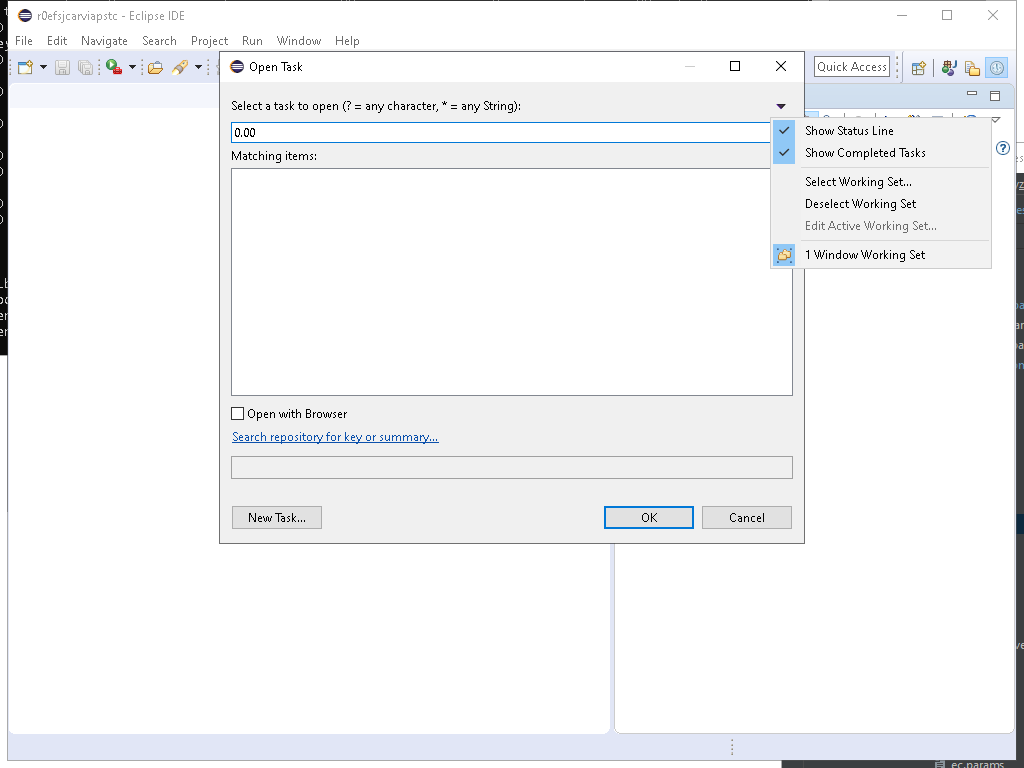 r0efsjcarviapstc - Eclipse IDE
File Edit Navigate Search Project Run Window Help
Quick Access
Open Task
Select a task to open (? = any character, * = any String):
0.00
Matching items:
Show Status Line
Show Completed Tasks
Select Working Set...
Deselect Working Set
Edit Active Working Set...
1 Window Working Set
Open with Browser
Search repository for key or summary...
New Task...
OK
Cancel
ec.params